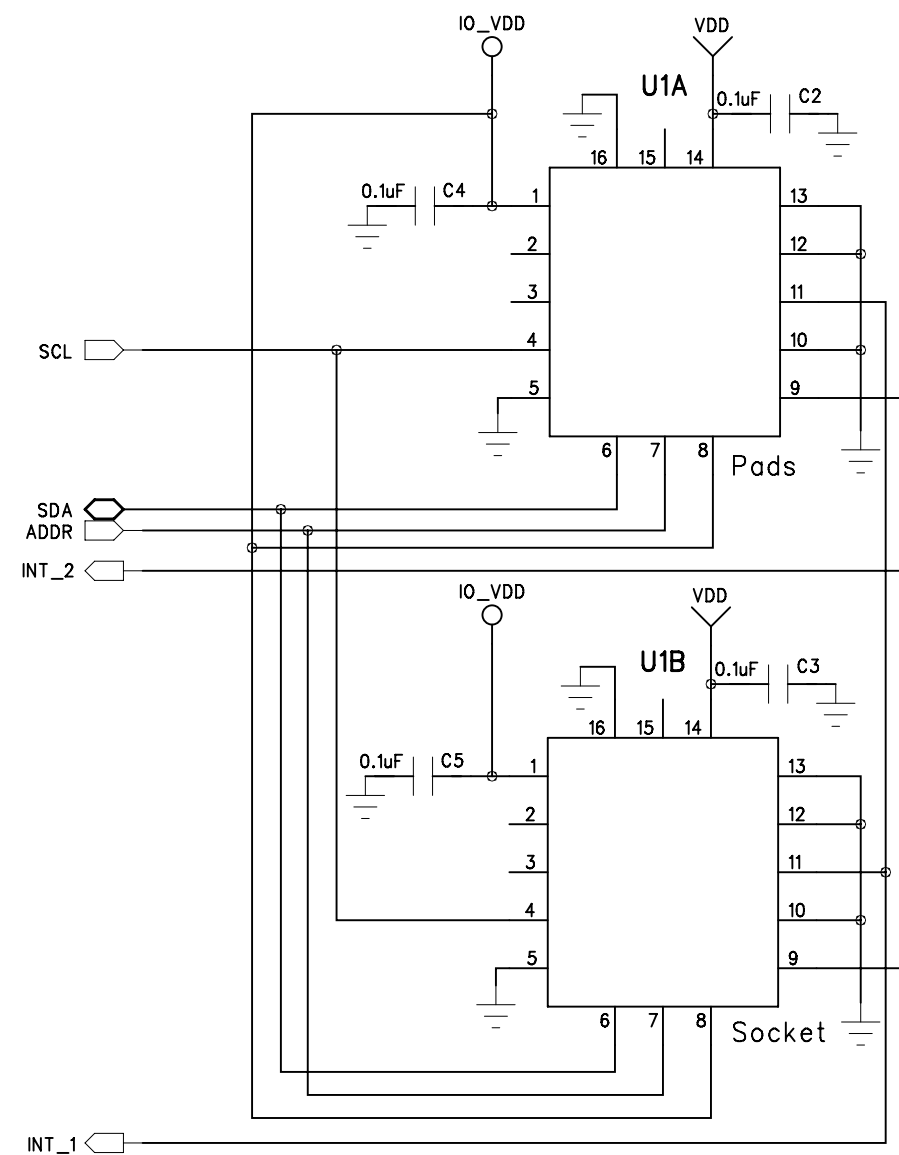 IO_VDD VDD
U1A 0.1uF C2
16 15 14
0.1uF C4 1 13
2 12
3 11
SCL 4 10
5 9
6 7 8 Pads
SDA
ADDR
INT_2
IO_VDD VDD
U1B 0.1uF C3
16 15 14
0.1uF C5 1 13
2 12
3 11
4 10
5 9
6 7 8 Socket
INT_1